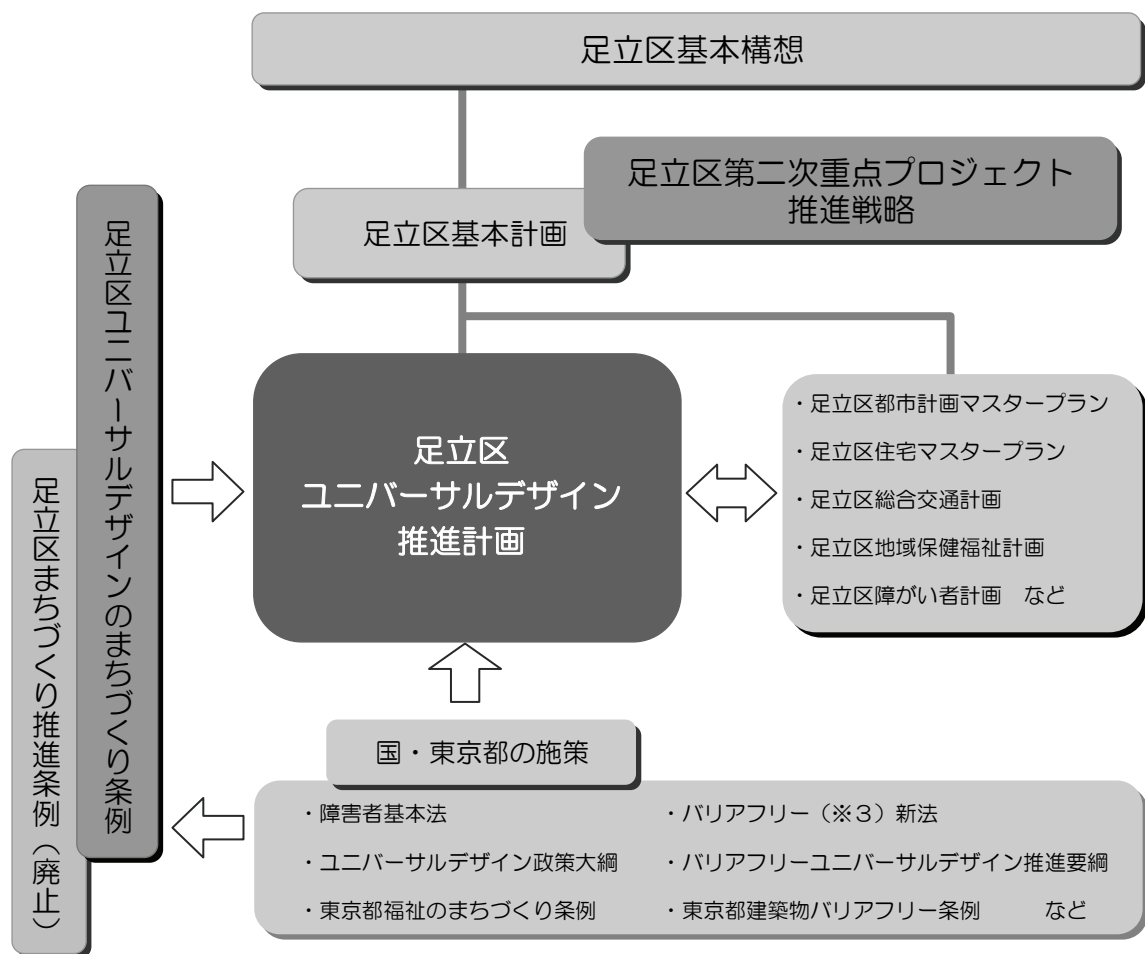 足立区基本構想
足立区第二次重点プロジェクト
推進戦略
足立区基本計画
足立区ユニバーサルデザインのまちづくり条例
足立区まちづくり推進条例（廃止）
足立区
ユニバーサルデザイン
推進計画
・足立区都市計画マスタープラン
・足立区住宅マスタープラン
・足立区総合交通計画
・足立区地域保健福祉計画
・足立区障がい者計画　など
国・東京都の施策
・障害者基本法
・バリアフリー（※３）新法
・ユニバーサルデザイン政策大綱
・バリアフリーユニバーサルデザイン推進要綱
・東京都福祉のまちづくり条例
・東京都建築物バリアフリー条例　　など